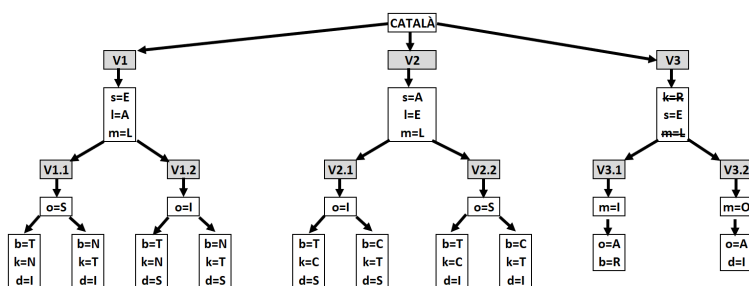 CATALÀ
V1
V2
V3
s=E
l=A
m=L
s=A
l=E
m=L
k=R
s=E
m=L
V1.1
V1.2
V2.1
V2.2
V3.1
V3.2
o=S
o=I
o=I
o=S
m=I
m=O
b=T
k=N
d=I
b=N
k=T
d=I
b=T
k=N
d=S
b=N
k=T
d=S
b=T
k=C
d=S
b=C
k=T
d=S
b=T
k=C
d=I
b=C
k=T
d=I
o=A
b=R
o=A
d=I